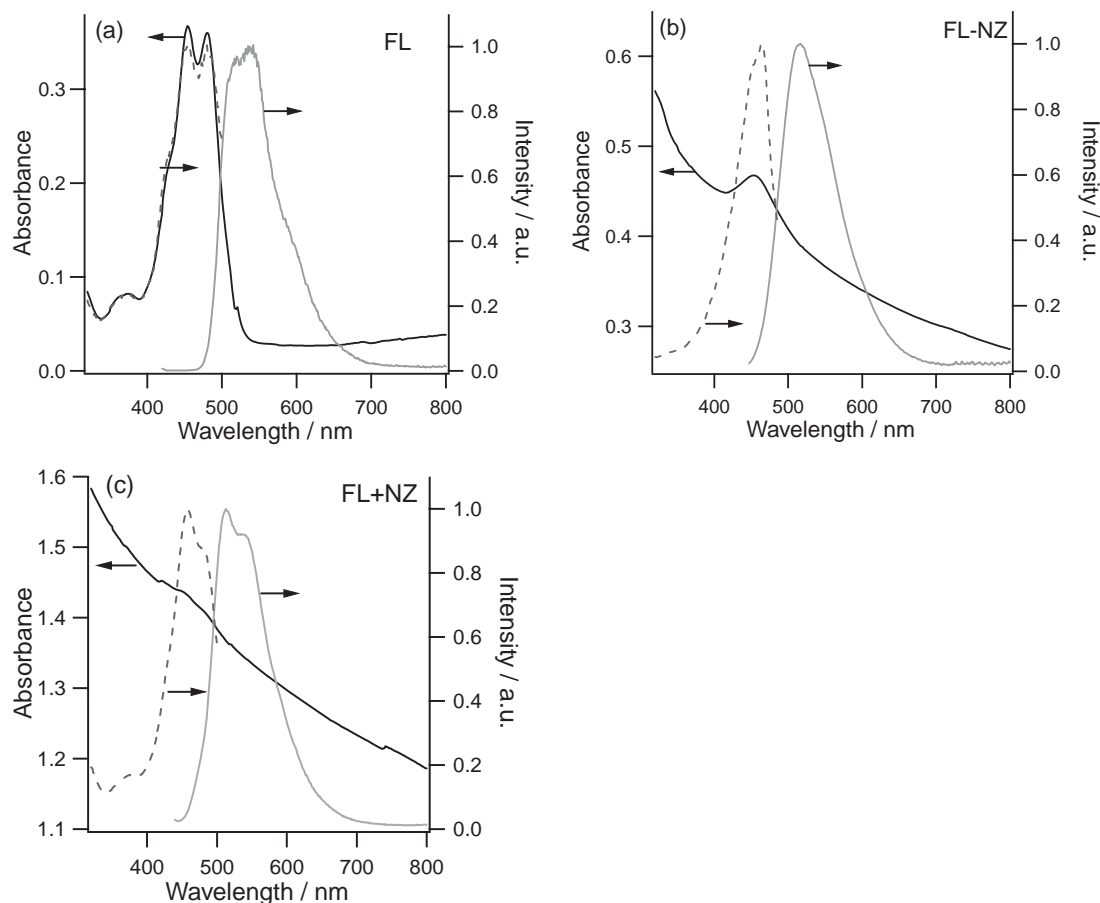 (a)
FL
Absorbance
0.3
0.2
0.1
0.0
1.0
0.8
0.6
0.4
0.2
0.0
Intensity / a.u.
400 500 600 700 800
Wavelength / nm
(b)
FL-NZ
Absorbance
0.6
0.5
0.4
0.3
1.0
0.8
0.6
0.4
0.2
0.0
Intensity / a.u.
400 500 600 700 800
Wavelength / nm
(c)
FL+NZ
Absorbance
1.6
1.5
1.4
1.3
1.2
1.1
1.0
0.8
0.6
0.4
0.2
0.0
Intensity / a.u.
400 500 600 700 800
Wavelength / nm